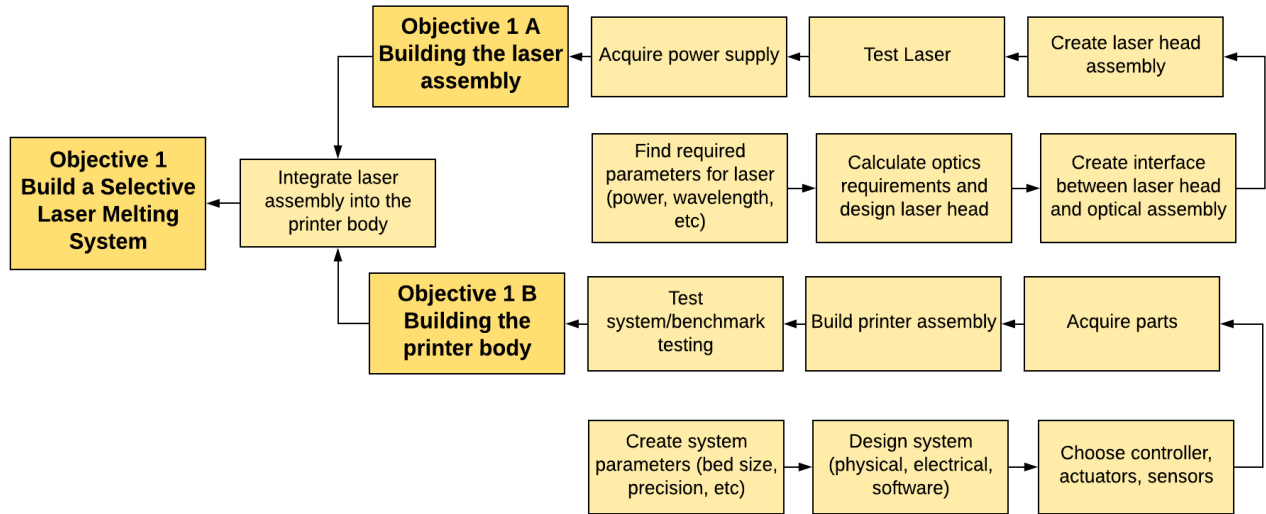 Objective 1 A
Building the laser
assembly
Acquire power supply
Test Laser
Create laser head
assembly
Objective 1
Build a Selective
Laser Melting
System
Integrate laser
assembly into the
printer body
Find required
parameters for laser
(power, wavelength,
etc)
Calculate optics
requirements and
design laser head
Create interface
between laser head
and optical assembly
Objective 1 B
Building the
printer body
Test
system/benchmark
testing
Build printer assembly
Acquire parts
Create system
parameters (bed size,
precision, etc)
Design system
(physical, electrical,
software)
Choose controller,
actuators, sensors